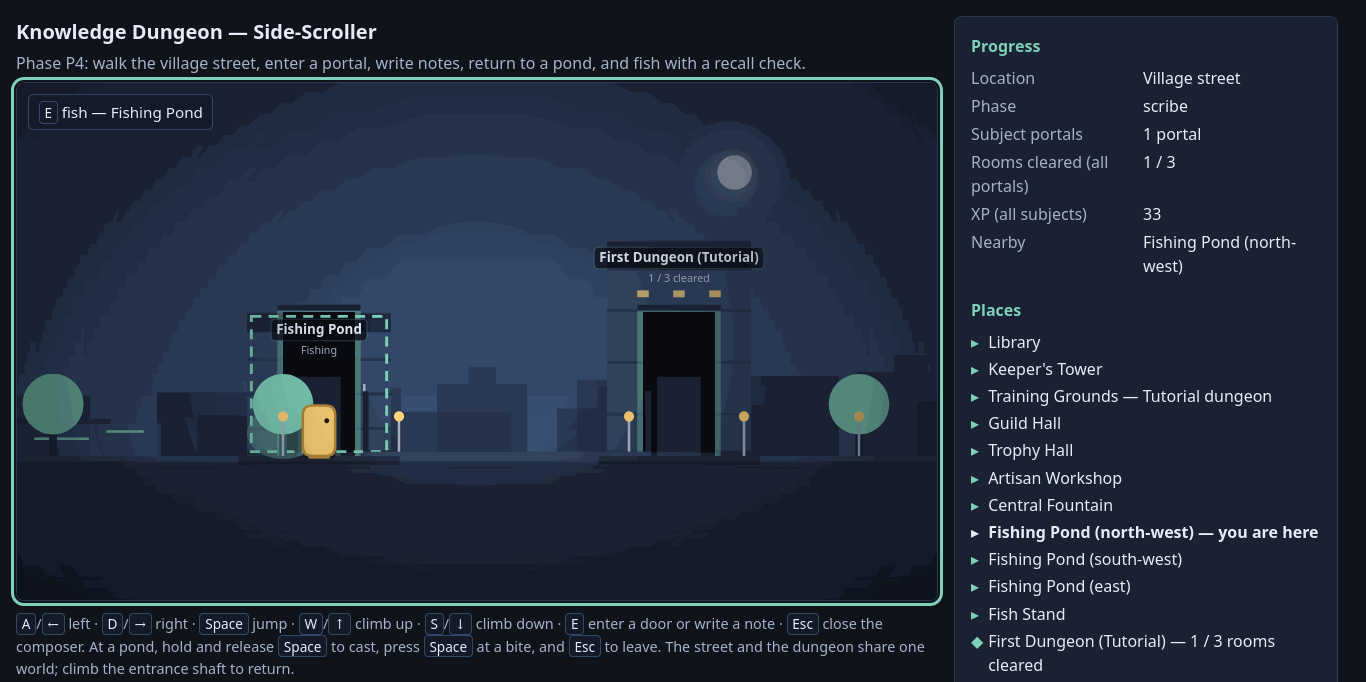 Knowledge Dungeon — Side-Scroller
Phase P4: walk the village street, enter a portal, write notes, return to a pond, and fish with a recall check.
E fish — Fishing Pond
First Dungeon (Tutorial)
1 / 3 cleared
Fishing Pond
Fishing
A / ← left · D / → right · Space jump · W / ↑ climb up · S / ↓ climb down · E enter a door or write a note · Esc close the
composer. At a pond, hold and release Space to cast, press Space at a bite, and Esc to leave. The street and the dungeon share one
world; climb the entrance shaft to return.
Progress
Location Village street
Phase scribe
Subject portals 1 portal
Rooms cleared (all 1 / 3
portals)
XP (all subjects) 33
Nearby Fishing Pond (north-
west)
Places
▸ Library
▸ Keeper's Tower
▸ Training Grounds — Tutorial dungeon
▸ Guild Hall
▸ Trophy Hall
▸ Artisan Workshop
▸ Central Fountain
▸ Fishing Pond (north-west) — you are here
▸ Fishing Pond (south-west)
▸ Fishing Pond (east)
▸ Fish Stand
◆ First Dungeon (Tutorial) — 1 / 3 rooms
cleared